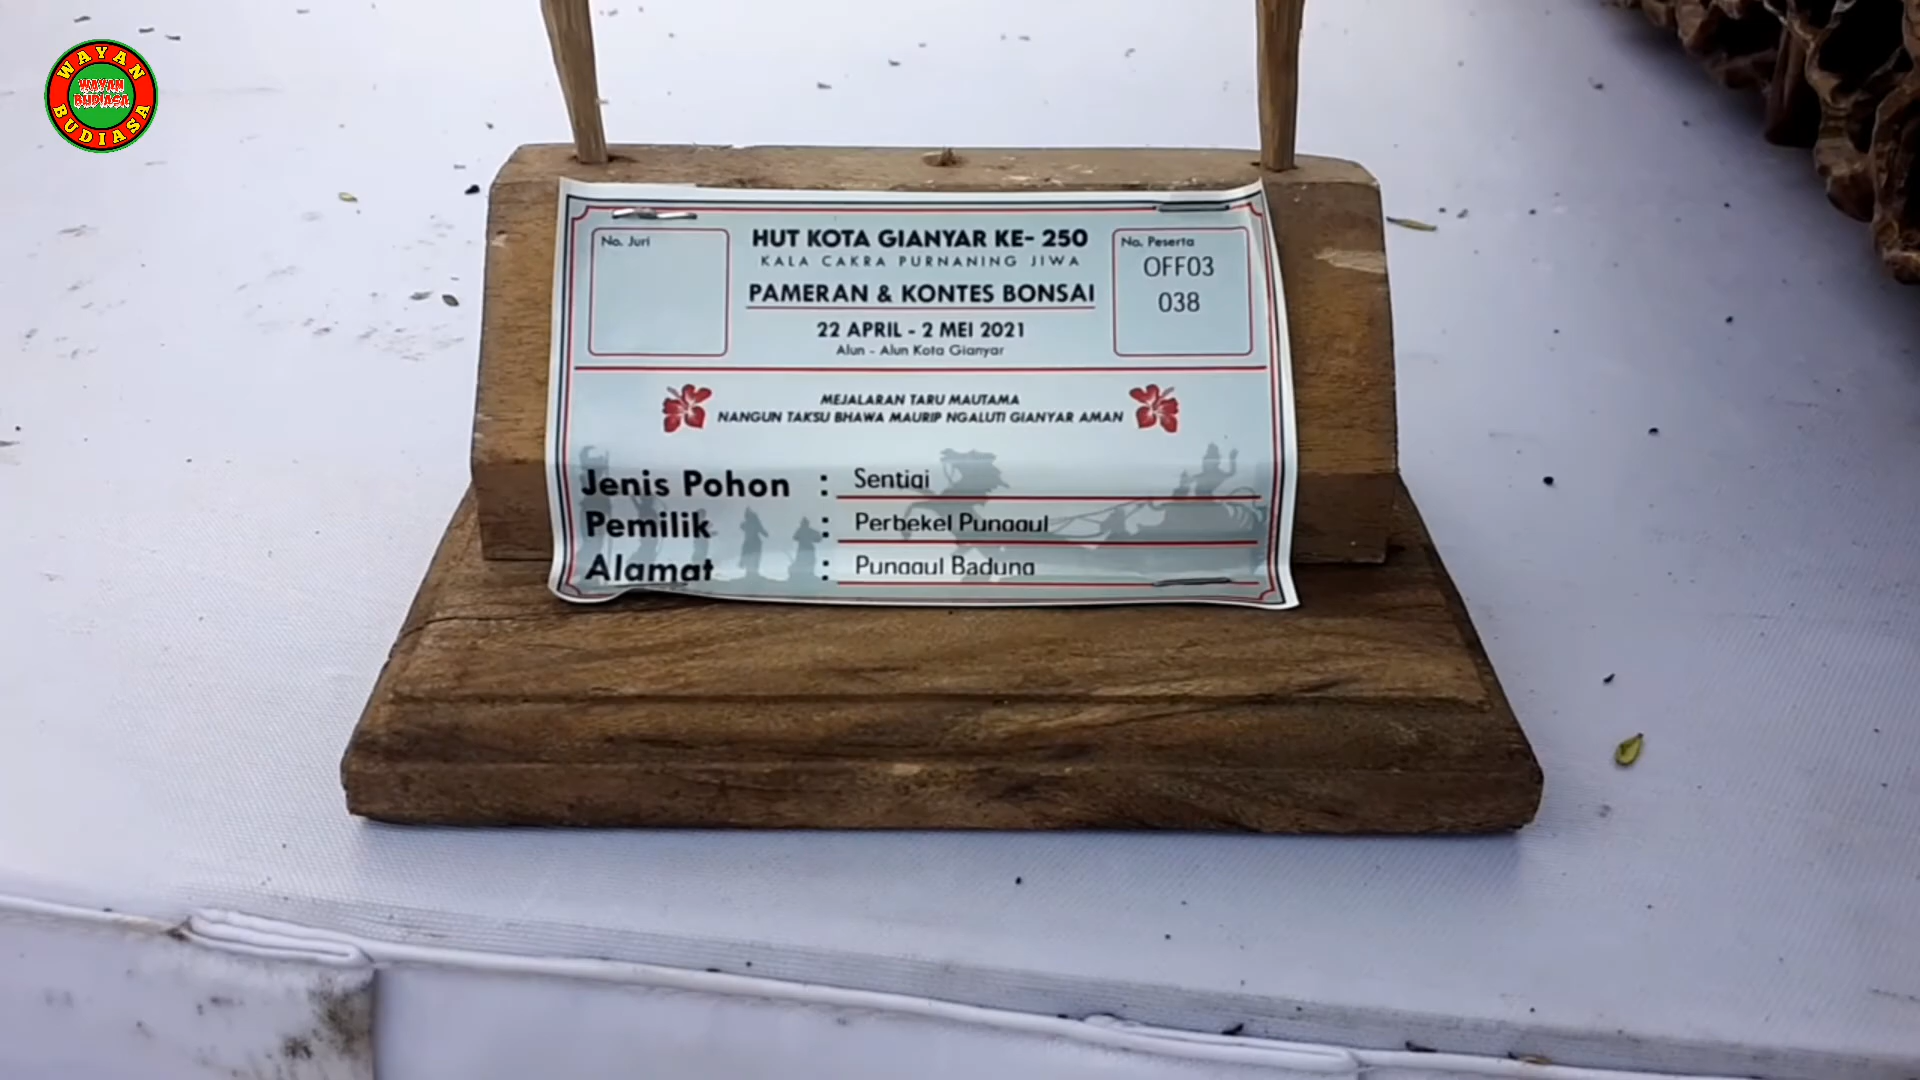 WAYAN
WAYAN
BUDIASA
BUDIASA
No. Juri
HUT KOTA GIANYAR KE- 250
KALA CAKRA PURNANING JIWA
PAMERAN & KONTES BONSAI
22 APRIL - 2 MEI 2021
Alun - Alun Kota Gianyar
No. Peserta
OFF03
038
MEJALARAN TARU MAUTAMA
NANGUN TAKSU BHAWA MAURIP NGALUTI GIANYAR AMAN
Jenis Pohon : Sentigi
Pemilik : Perbekel Punggul
Alamat : Punggul Badung